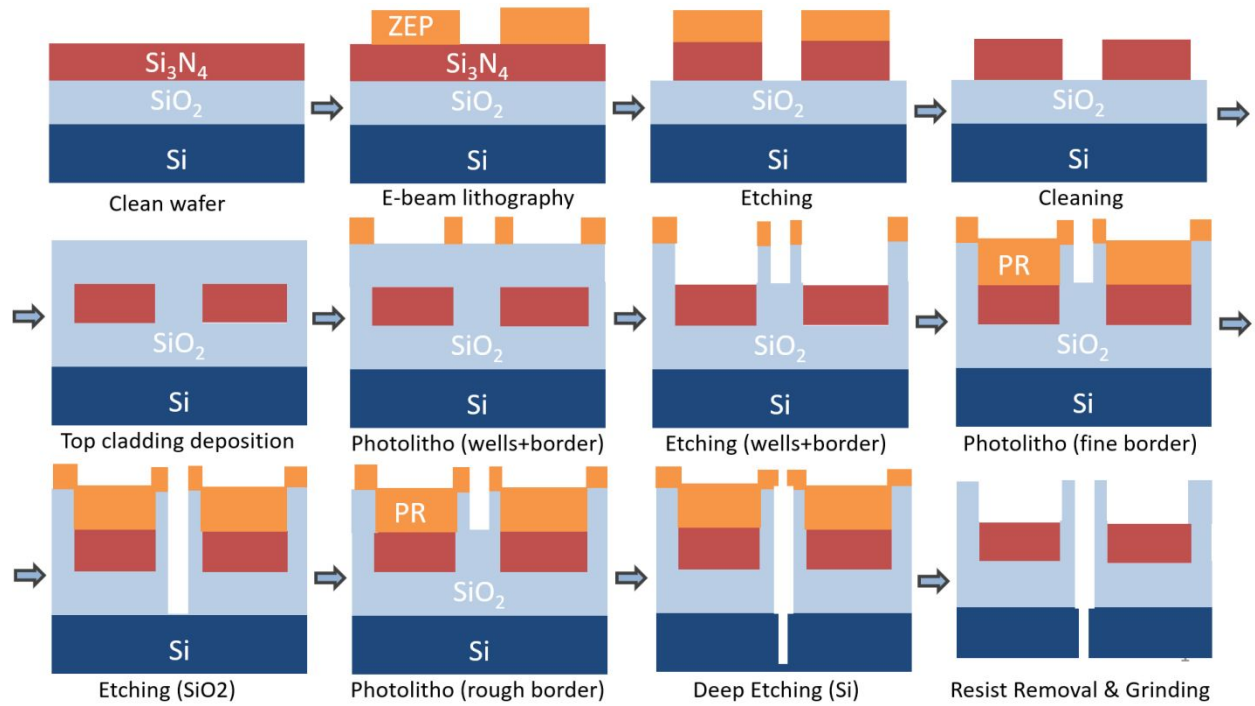 Si₃N₄
SiO₂
Si
Clean wafer
ZEP
Si₃N₄
SiO₂
Si
E-beam lithography
SiO₂
Si
Etching
SiO₂
Si
Cleaning
SiO₂
Si
Top cladding deposition
SiO₂
Si
Photolitho (wells+border)
SiO₂
Si
Etching (wells+border)
PR
SiO₂
Si
Photolitho (fine border)
Si
Etching (SiO2)
PR
SiO₂
Si
Photolitho (rough border)
Deep Etching (Si)
Resist Removal & Grinding